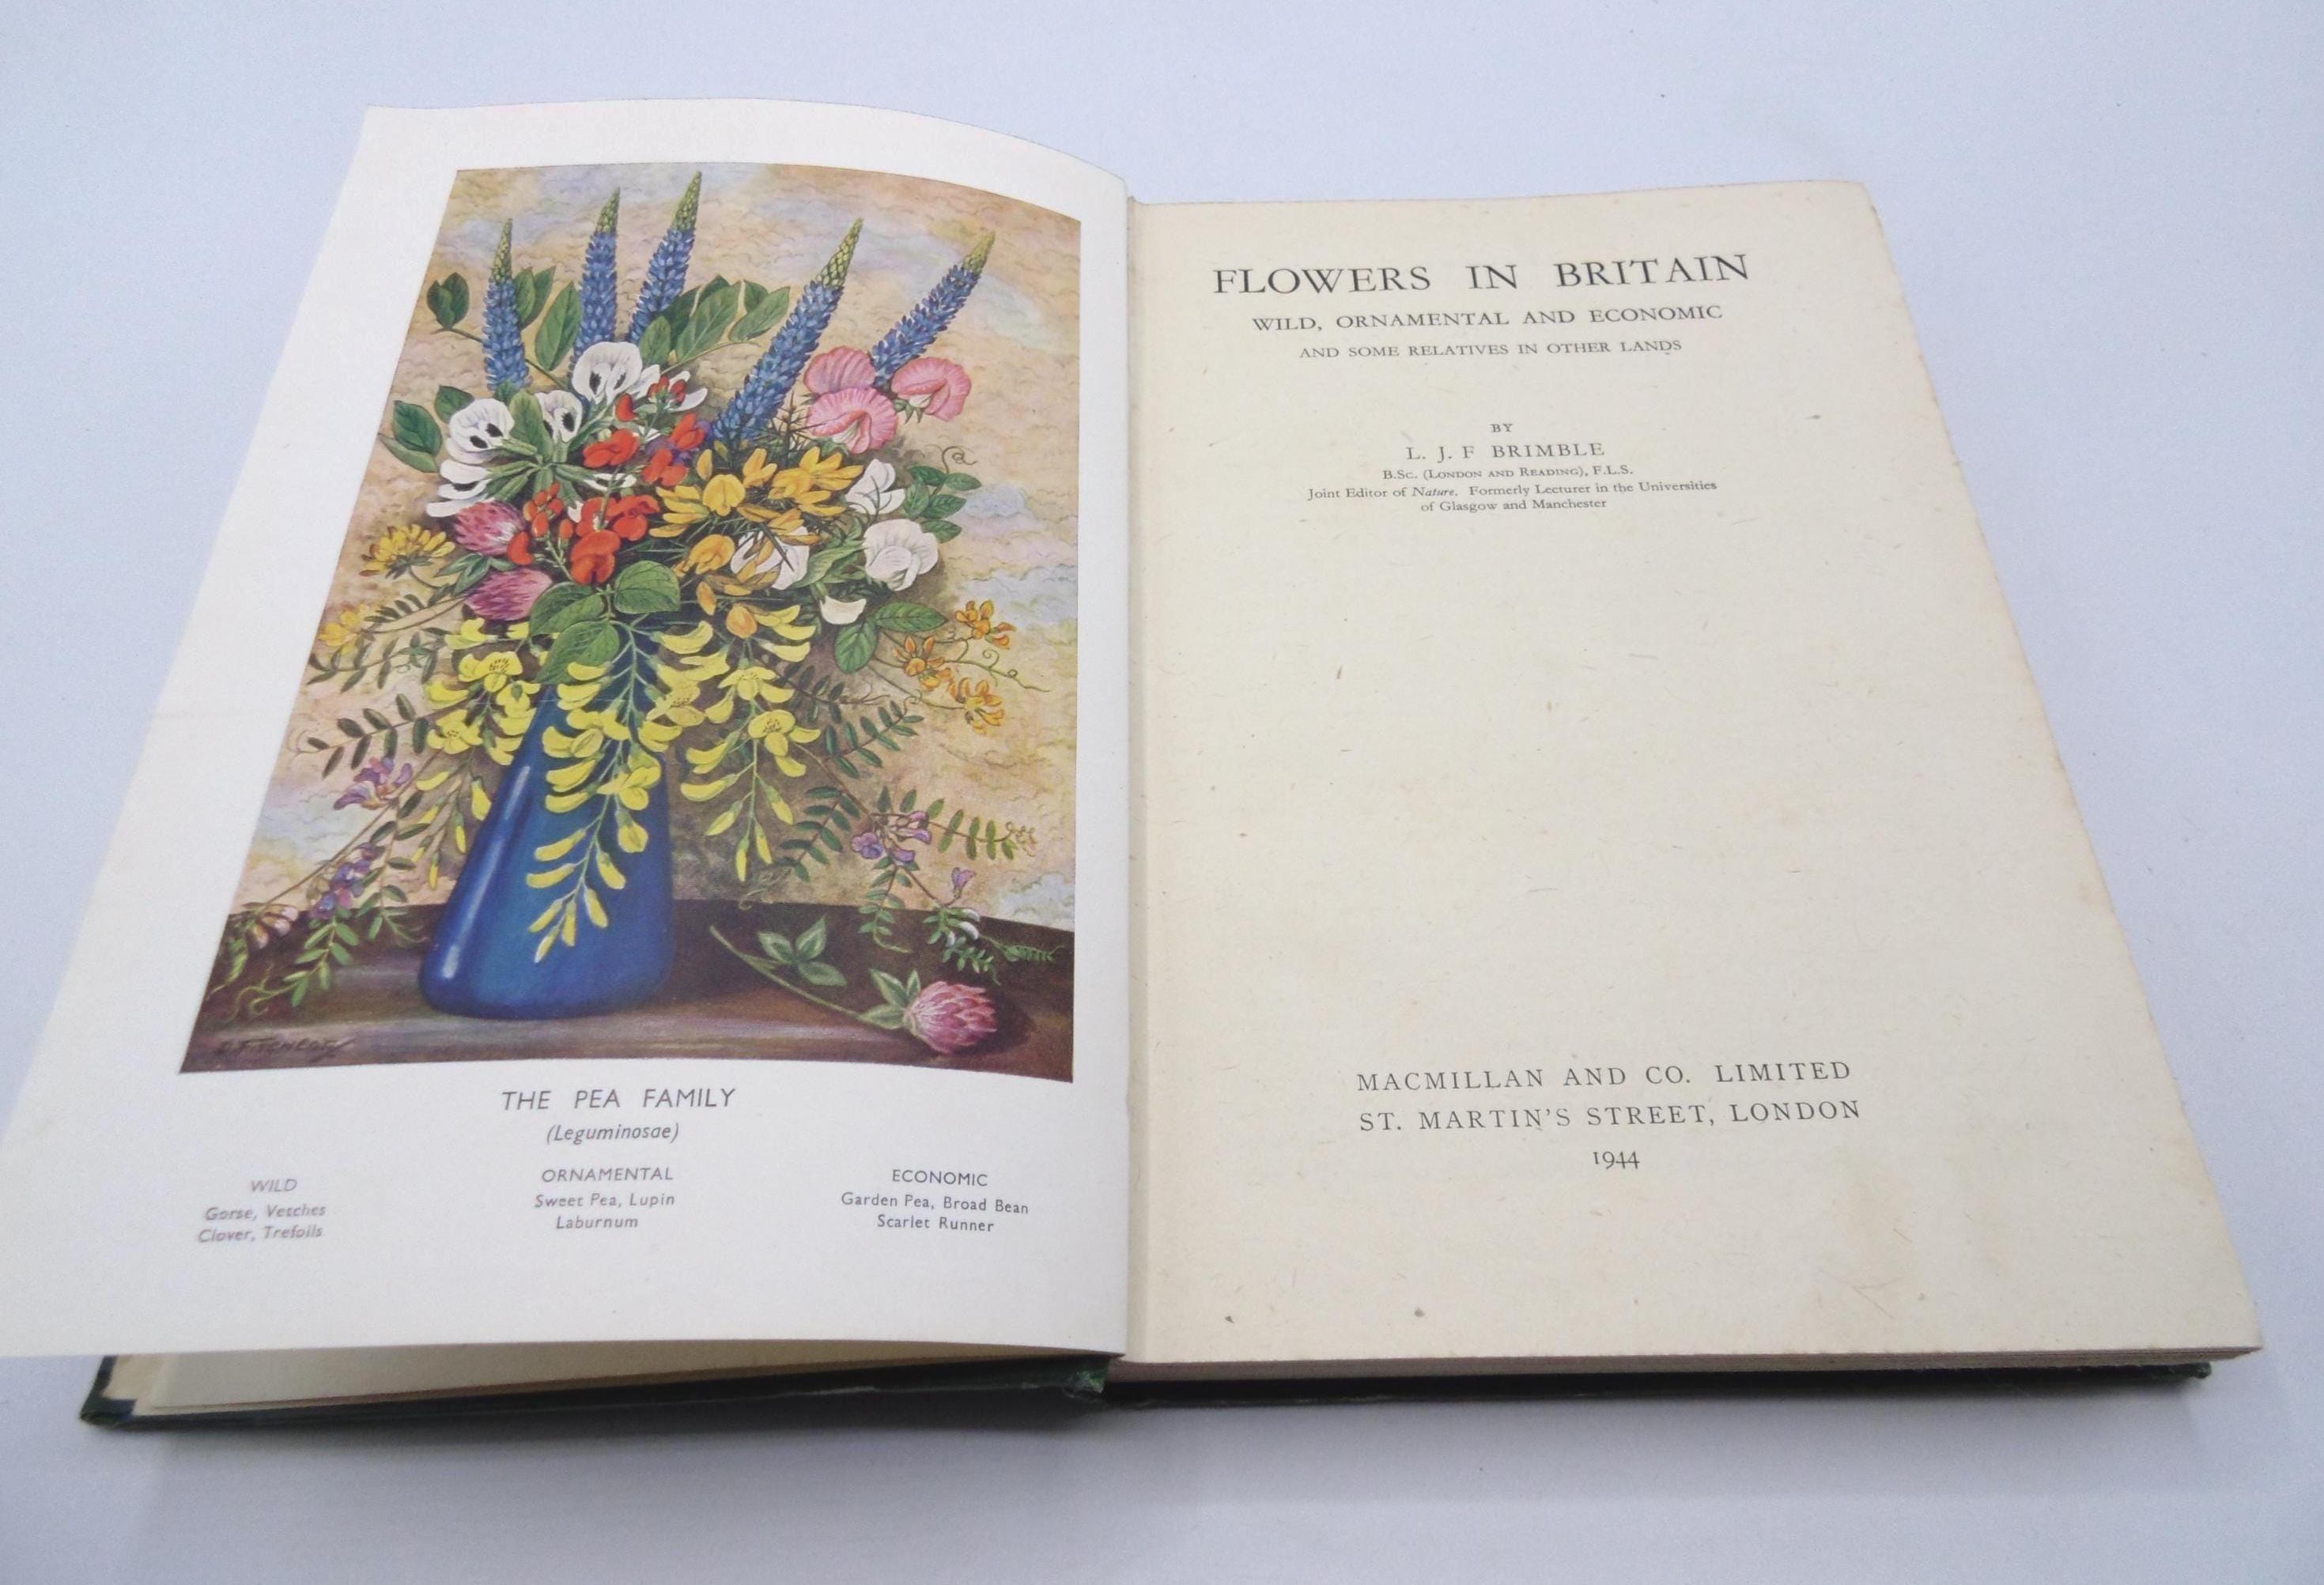 THE PEA FAMILY
(Leguminosae)
WILD
Gorse, Vetches
Clover, Trefoils
ORNAMENTAL
Sweet Pea, Lupin
Laburnum
ECONOMIC
Garden Pea, Broad Bean
Scarlet Runner
FLOWERS IN BRITAIN
WILD, ORNAMENTAL AND ECONOMIC
AND SOME RELATIVES IN OTHER LANDS
BY
L. J. F BRIMBLE
B.Sc. (London and Reading), F.L.S.
Joint Editor of Nature. Formerly Lecturer in the Universities
of Glasgow and Manchester
MACMILLAN AND CO. LIMITED
ST. MARTIN'S STREET, LONDON
1944